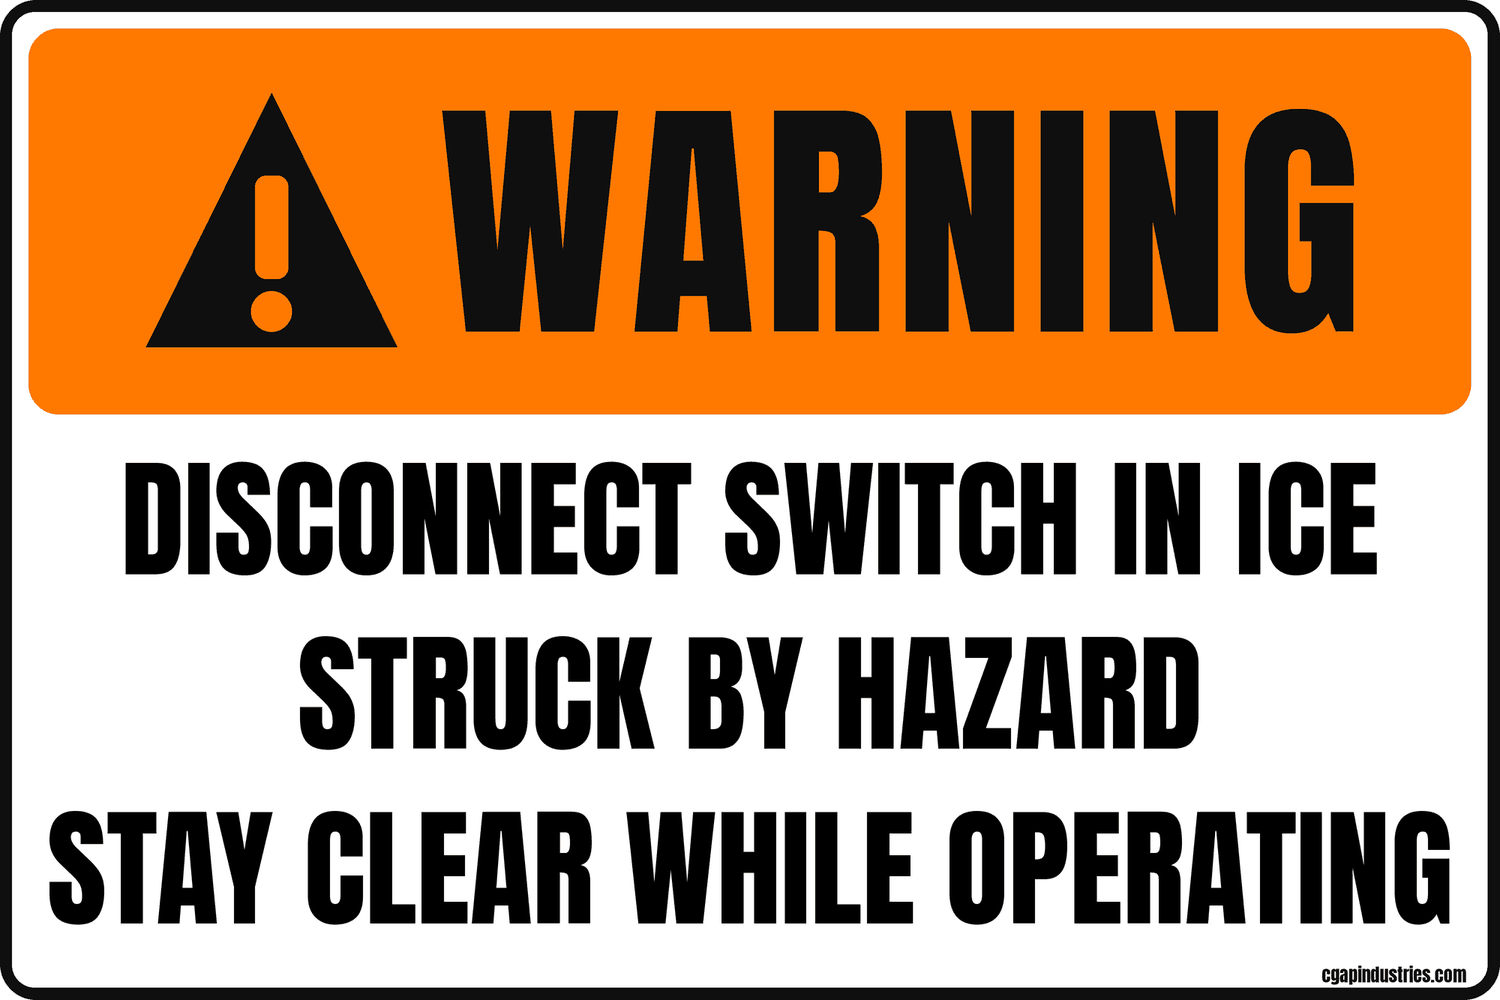 WARNING
DISCONNECT SWITCH IN ICE
STRUCK BY HAZARD
STAY CLEAR WHILE OPERATING
cgapindustries.com